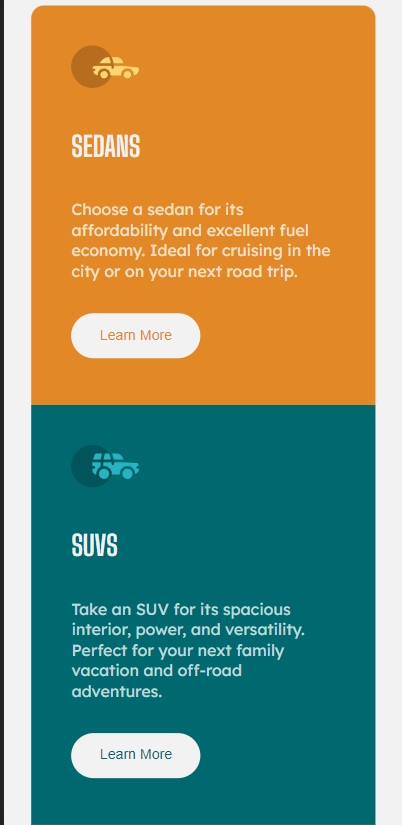 SEDANS
Choose a sedan for its
affordability and excellent fuel
economy. Ideal for cruising in the
city or on your next road trip.
Learn More
SUVS
Take an SUV for its spacious
interior, power, and versatility.
Perfect for your next family
vacation and off-road
adventures.
Learn More